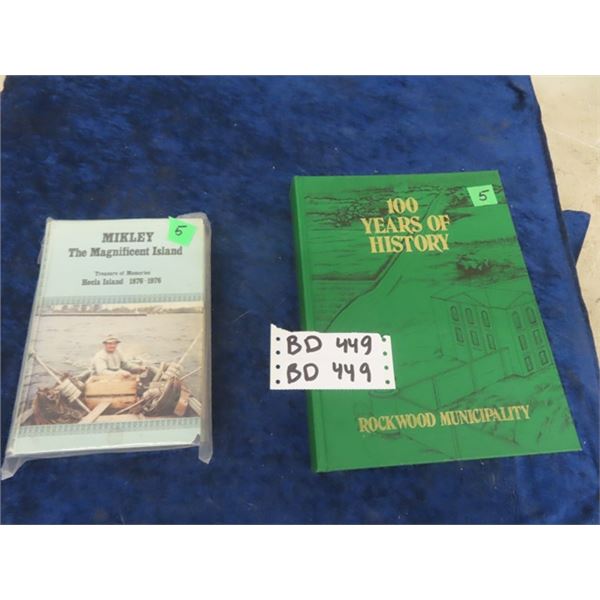 5
MIKLEY
The Magnificent Island
Treasure of Memories
Hecla Island 1876-1976
5
100
YEARS OF
HISTORY
ROCKWOOD MUNICIPALITY
BD 449
BD 449